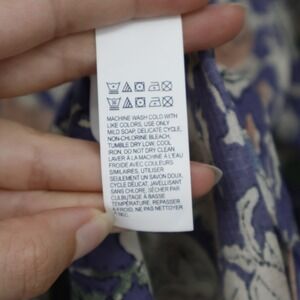 MACHINE WASH COLD WITH
LIKE COLORS, USE ONLY
MILD SOAP, DELICATE CYCLE,
NON-CHLORINE BLEACH,
TUMBLE DRY LOW, COOL
IRON. DO NOT DRY CLEAN
LAVER À LA MACHINE À L'EAU
FROIDE AVEC COULEURS
SIMILAIRES, UTILISER
SEULEMENT UN SAVON DOUX,
CYCLE DÉLICAT, JAVELLISANT
SANS CHLORE, SÉCHER PAR
CULBUTAGE À BASSE
TEMPÉRATURE, REPASSER À
FROID, NE PAS NETTOYER
À SEC.